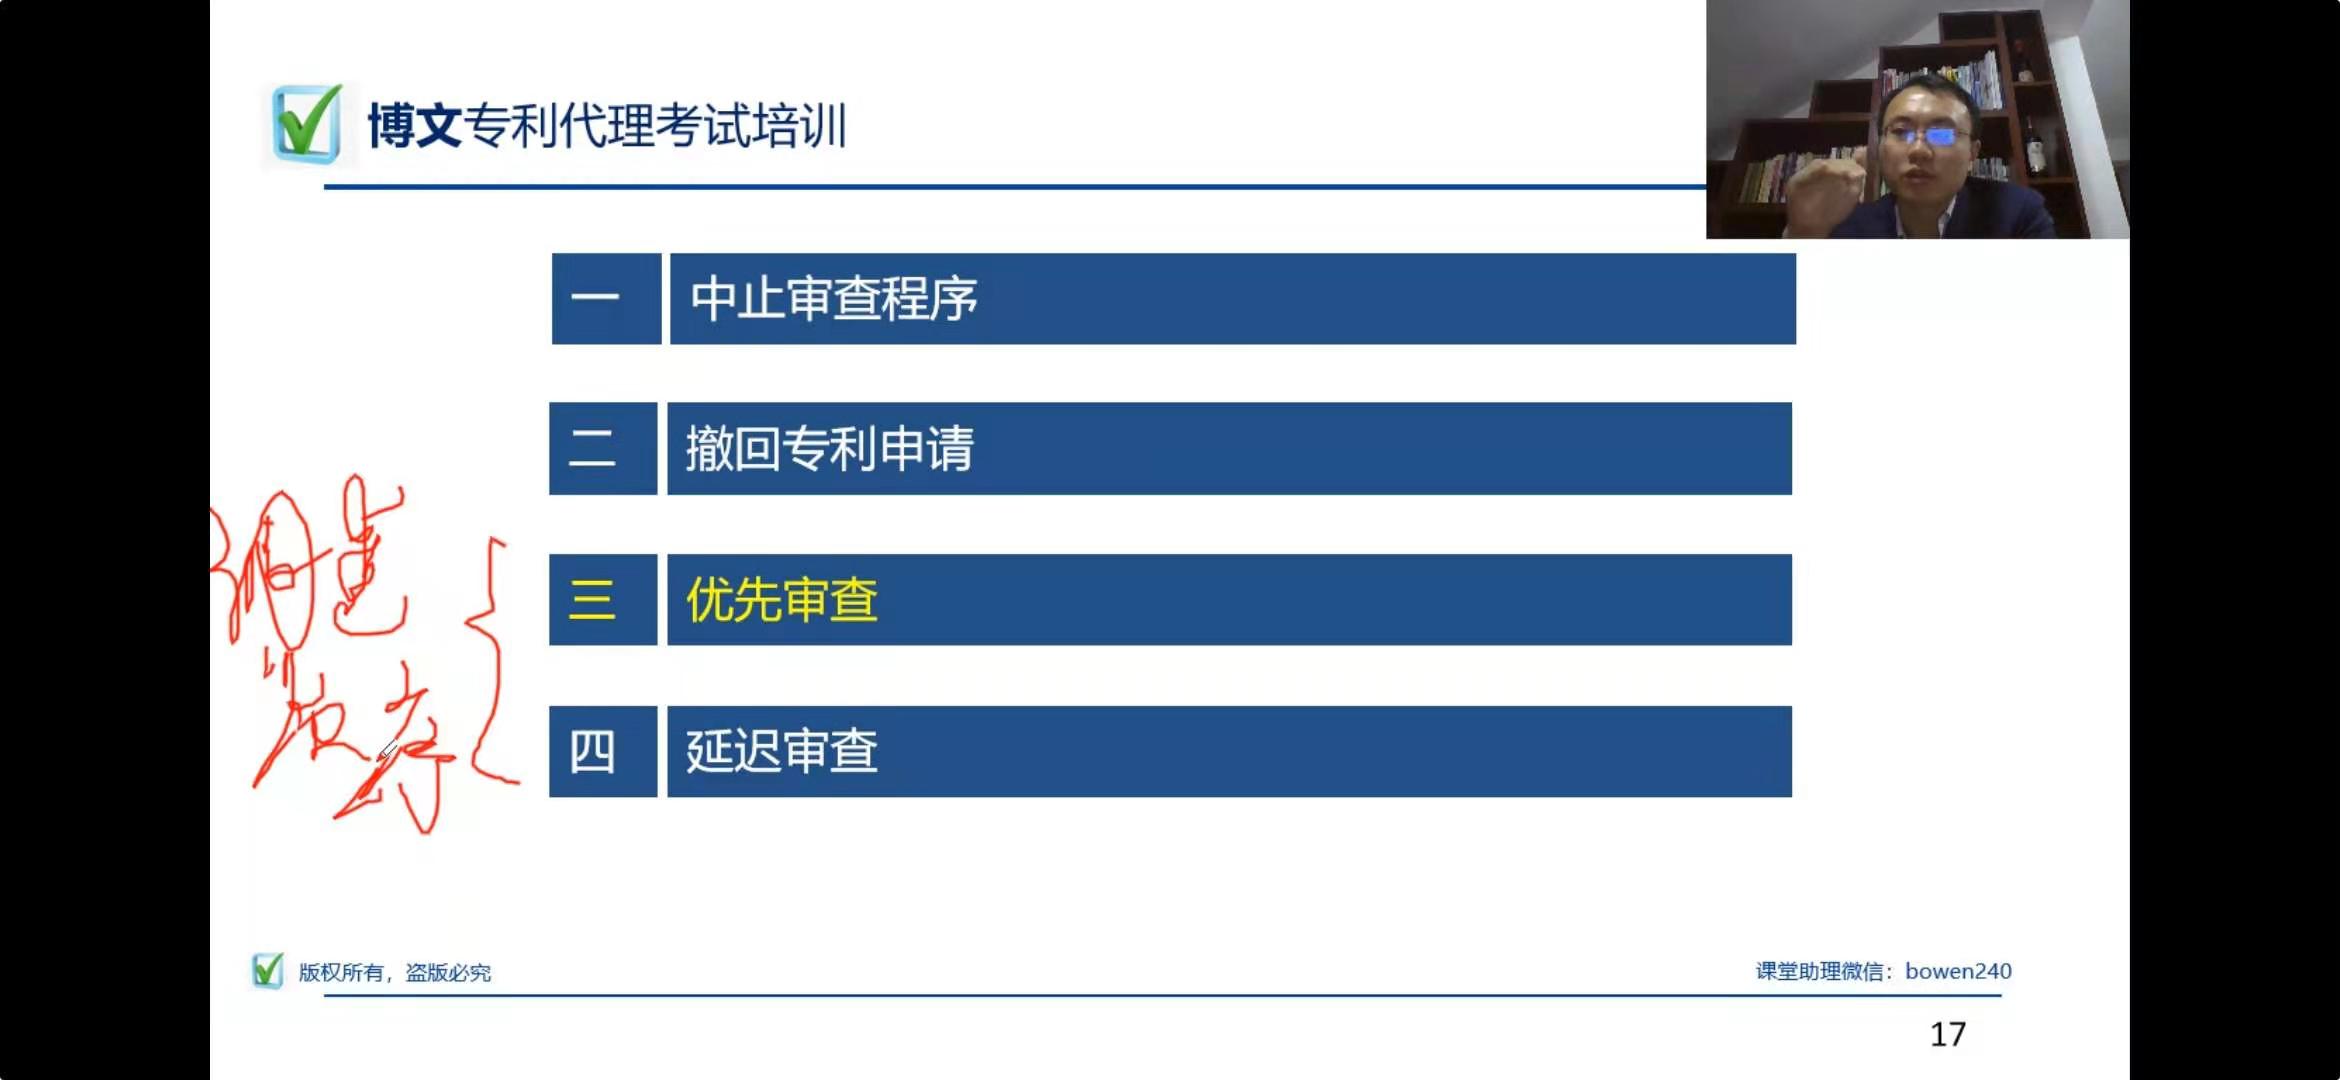 博文专利代理考试培训
一 中止审查程序
二 撤回专利申请
三 优先审查
四 延迟审查
版权所有，盗版必究
课堂助理微信：bowen240
17